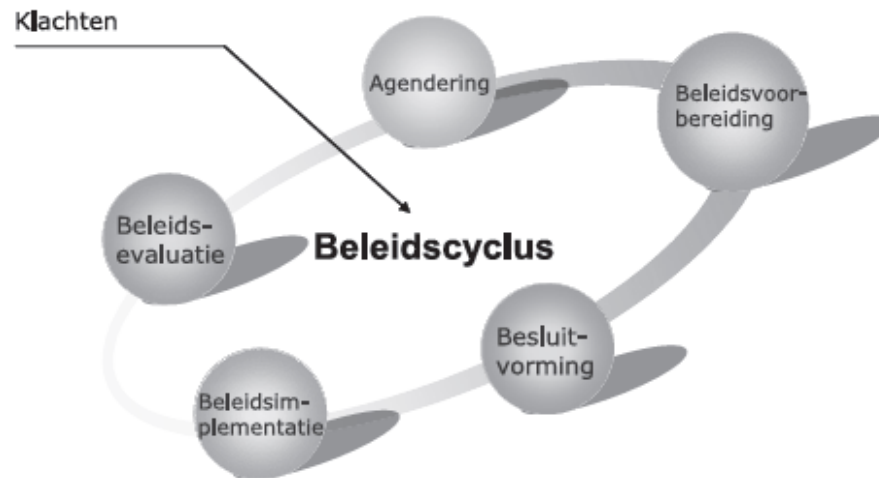 Klachten
Agendering
Beleidsvoor-
bereiding
Beleids-
evaluatie
Beleidscyclus
Besluit-
vorming
Beleidsim-
plementatie